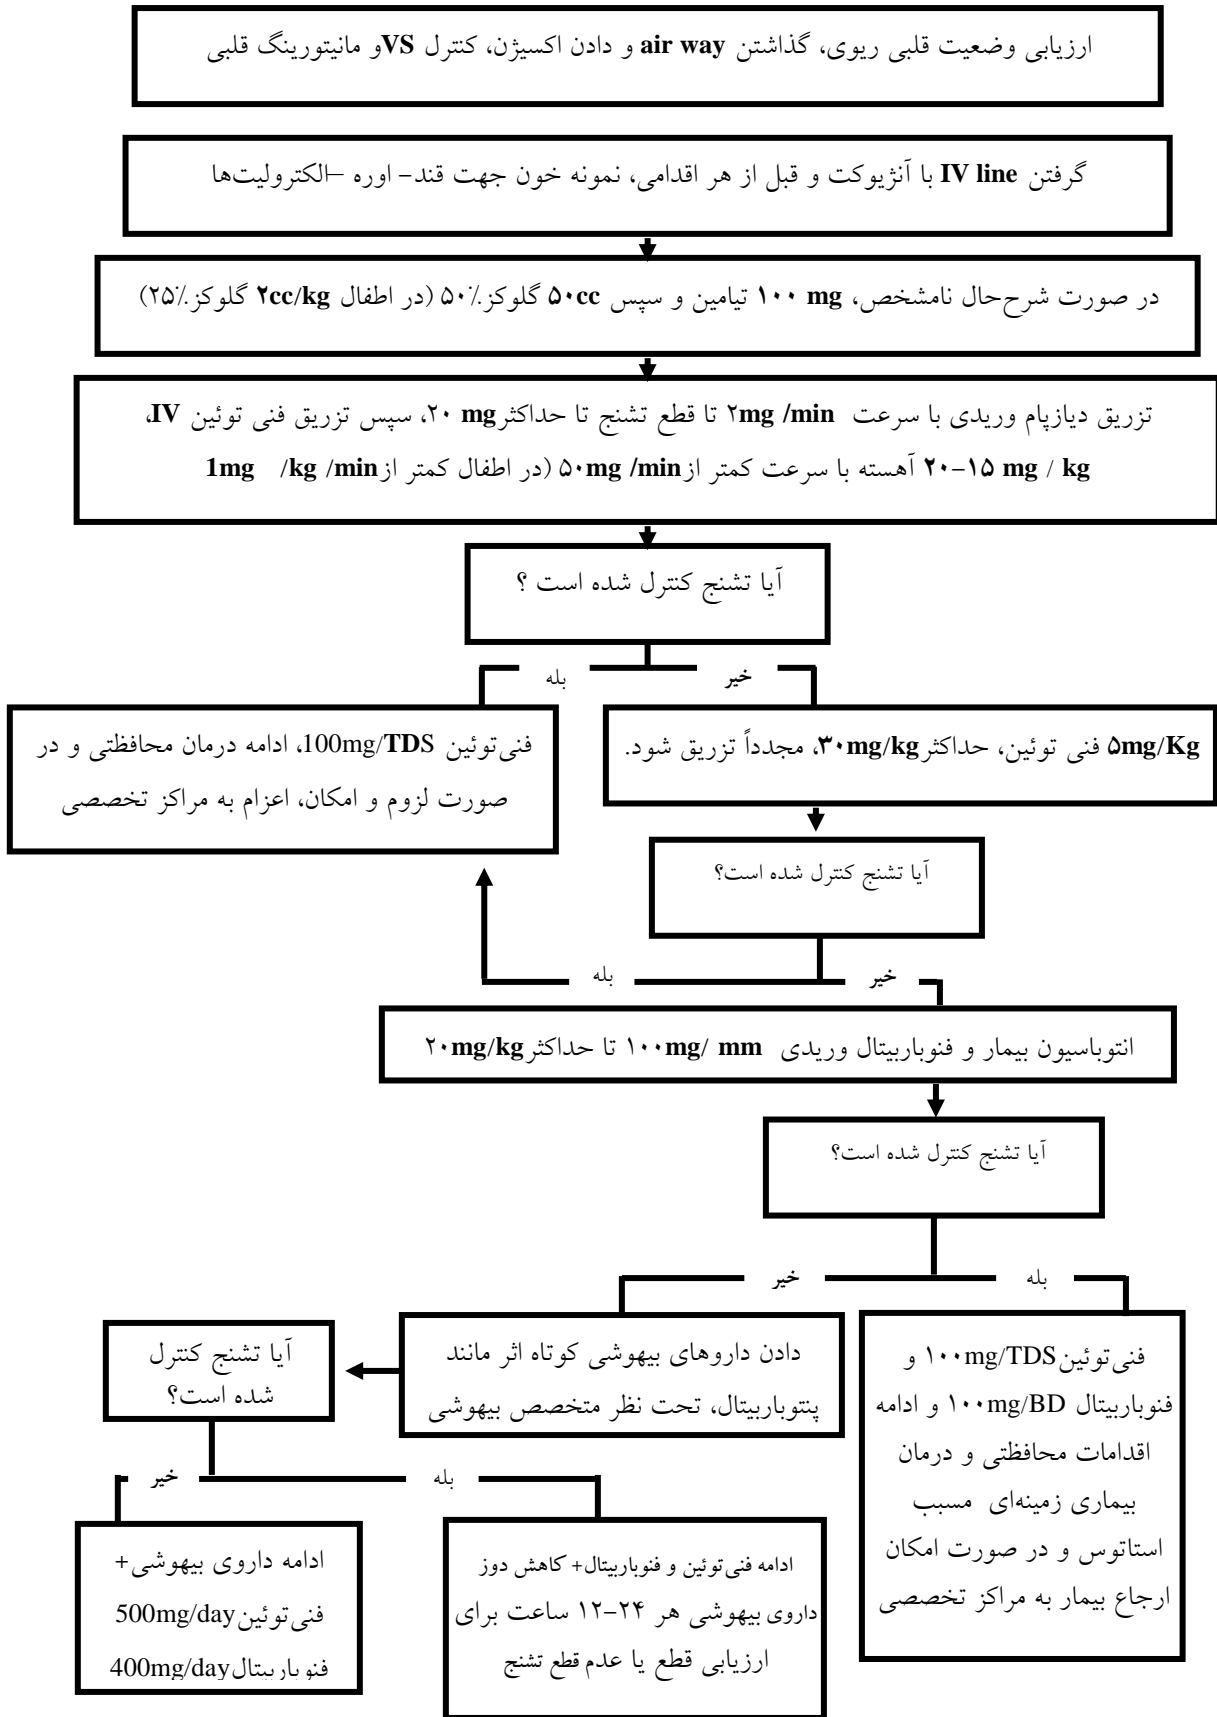 ارزیابی وضعیت قلبی ریوی، گذاشتن air way و دادن اکسیژن، کنترل VSو مانیتورینگ قلبی
گرفتن IV line با آنژیوکت و قبل از هر اقدامی، نمونه خون جهت قند- اوره –الکترولیت‌ها
در صورت شرح‌حال نامشخص، ۱۰۰ mg تیامین و سپس ۵۰cc گلوکز٪۵۰ (در اطفال ۲cc/kg گلوکز٪۲۵)
تزریق دیازپام وریدی با سرعت ۲mg /min تا قطع تشنج تا حداکثر۲۰ mg، سپس تزریق فنی توئین IV،
۲۰-۱۵ mg / kg آهسته با سرعت کمتر از۵۰mg /min (در اطفال کمتر از1mg /kg /min
آیا تشنج کنترل شده است ؟
خیر
بله
۵mg/Kg فنی توئین، حداکثر۳۰mg/kg، مجدداً تزریق شود.
فنی‌توئین 100mg/TDS، ادامه درمان محافظتی و در
صورت لزوم و امکان، اعزام به مراکز تخصصی
آیا تشنج کنترل شده است؟
خیر
بله
انتوباسیون بیمار و فنوباربیتال وریدی ۱۰۰mg/ mm تا حداکثر۲۰mg/kg
آیا تشنج کنترل شده است؟
بله
خیر
فنی‌توئین۱۰۰mg/TDS و
فنوباربیتال ۱۰۰mg/BD و ادامه
اقدامات محافظتی و درمان
بیماری زمینه‌ای مسبب
استاتوس و در صورت امکان
ارجاع بیمار به مراکز تخصصی
دادن داروهای بیهوشی کوتاه اثر مانند
پنتوباربیتال، تحت نظر متخصص بیهوشی
آیا تشنج کنترل
شده است؟
بله
خیر
ادامه فنی‌توئین و فنوباربیتال+ کاهش دوز
داروی بیهوشی هر ۲۴-۱۲ ساعت برای
ارزیابی قطع یا عدم قطع تشنج
ادامه داروی بیهوشی+
فنی‌توئین500mg/day
فنوباربیتال400mg/day